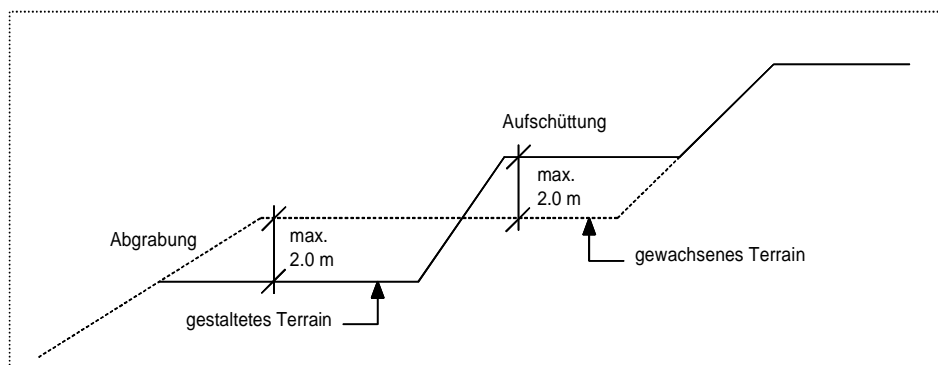 Aufschüttung
max.
2.0 m
Abgrabung
max.
2.0 m
gewachsenes Terrain
gestaltetes Terrain